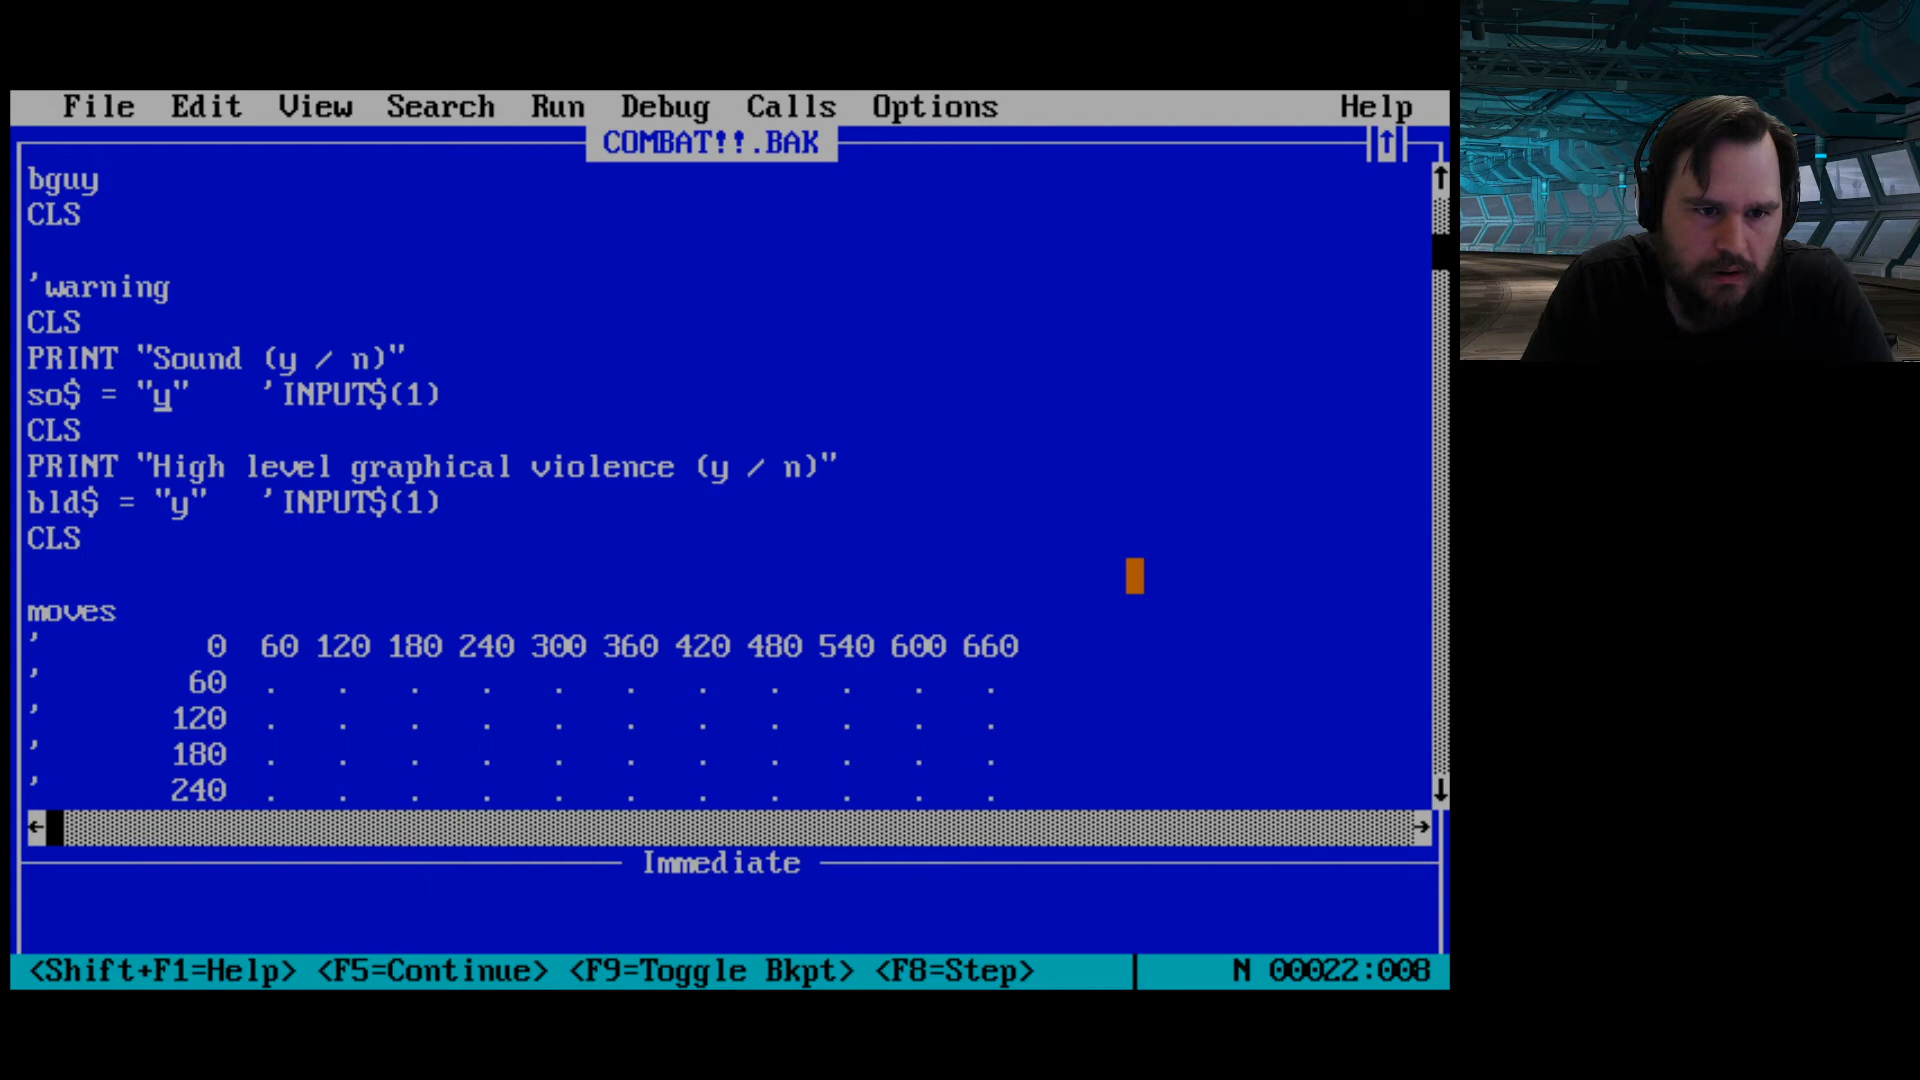 File Edit View Search Run Debug Calls Options Help
COMBAT!!.BAK
bguy
CLS
'warning
CLS
PRINT "Sound (y / n)"
so$ = "y" 'INPUT$(1)
CLS
PRINT "High level graphical violence (y / n)"
bld$ = "y" 'INPUT$(1)
CLS
moves
' 0 60 120 180 240 300 360 420 480 540 600 660
' 60 . . . . . . . . . . .
' 120 . . . . . . . . . . .
' 180 . . . . . . . . . . .
' 240 . . . . . . . . . . .
Immediate
<Shift+F1=Help> <F5=Continue> <F9=Toggle Bkpt> <F8=Step> N 00022:008